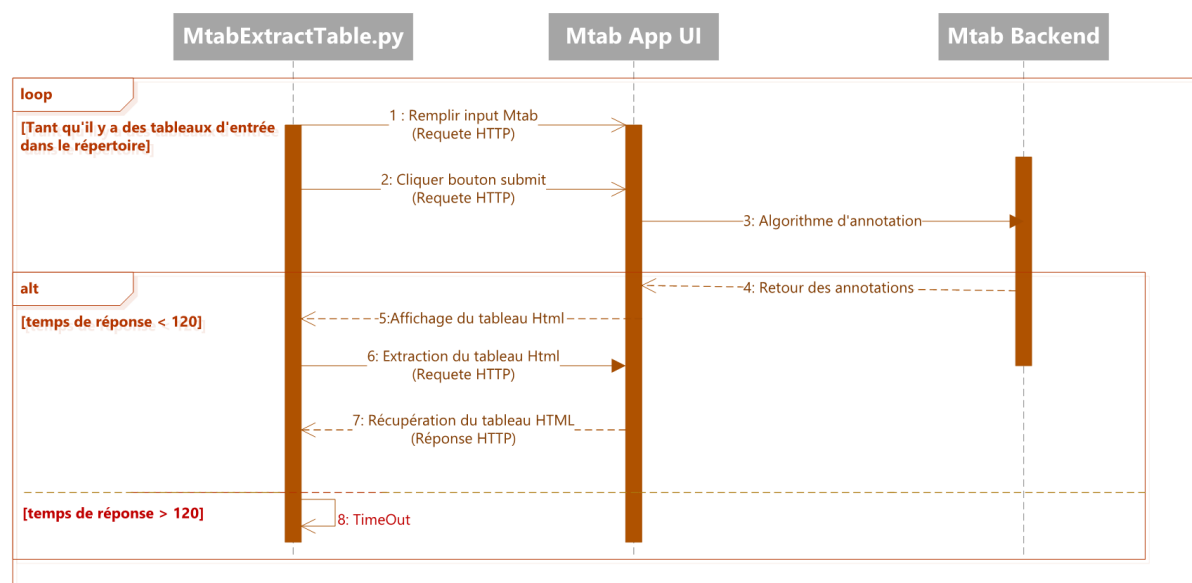 MtabExtractTable.py
Mtab App UI
Mtab Backend
loop
[Tant qu'il y a des tableaux d'entrée
dans le répertoire]
1 : Remplir input Mtab
(Requete HTTP)
2: Cliquer bouton submit
(Requete HTTP)
3: Algorithme d'annotation
alt
4: Retour des annotations
[temps de réponse < 120]
5:Affichage du tableau Html
6: Extraction du tableau Html
(Requete HTTP)
7: Récupération du tableau HTML
(Réponse HTTP)
[temps de réponse > 120]
8: TimeOut